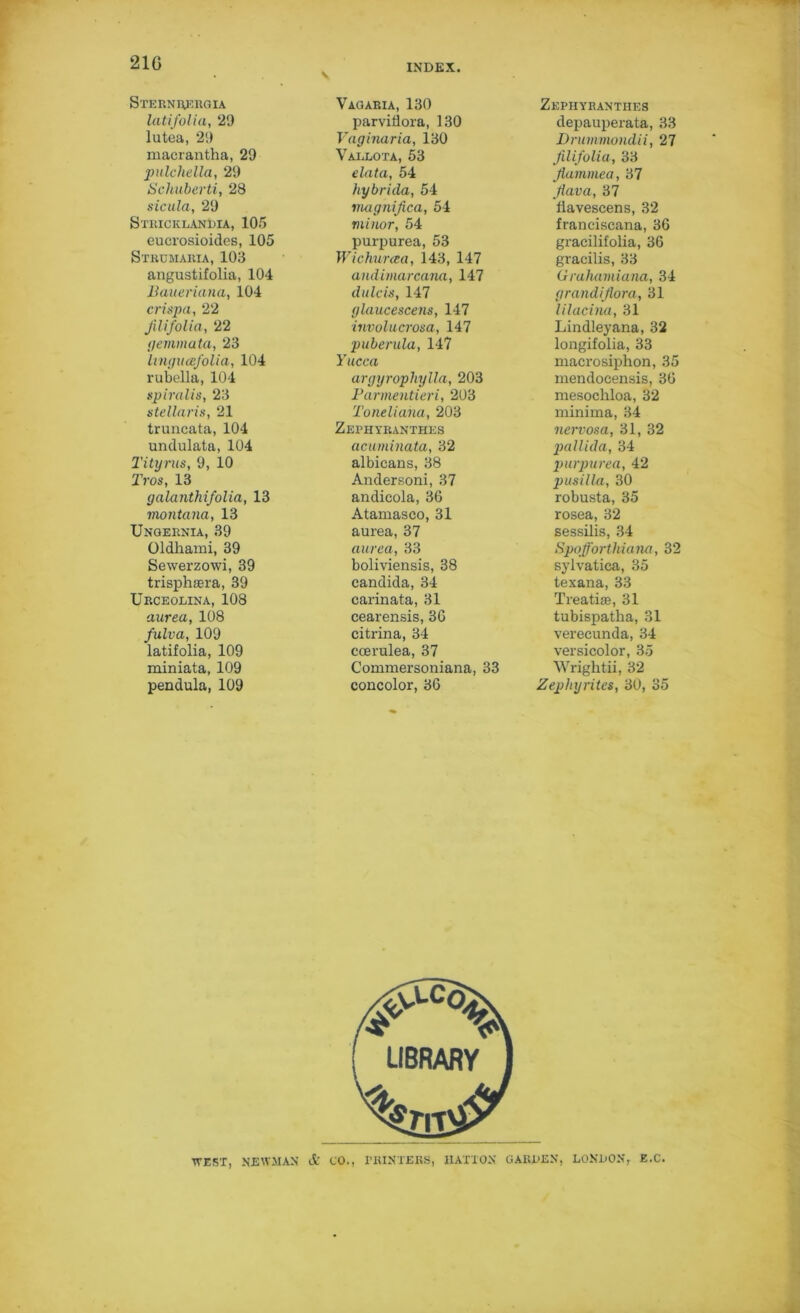 216
INDEX.
STERNBERGIA
latifolia, 29
lutea, 29
macrantha, 29
pulchella, 29
Schuberti, 28
sicula, 29
STRICKLANDIA, 105
eucrosioides, 105
STRUMARIA, 103
angustifolia, 104
Baueriana, 104
crispa, 22
filifolia, 22
gemmata, 23
linguæfolia, 104
rubella, 104
spiralis, 23
stellaris, 21
truncata, 104
undulata, 104
Tityrus, 9, 10
Tros, 13
galanthifolia, 13
montana, 13
UNGERNIA, 39
Oldhami, 39
Sewerzowi, 39
trisphæra, 39
URCEOLINA, 108
aurea, 108
fulva, 109
latifolia, 109
miniata, 109
pendula, 109
VAGARIA, 130
parviflora, 130
Vaginaria, 130
VALLOTA, 53
elata, 54
hybrida, 54
magnifica, 54
minor, 54
purpurea, 53
Wichuræa, 143, 147
andimarcana, 147
dulcis, 147
glaucescens, 147
involucrosa, 147
puberula, 147
Yucca
argyrophylla, 203
Parmentieri, 203
Toneliana, 203
ZEPHYRANTHES
acuminata, 32
albicans, 38
Andersoni, 37
andicola, 36
Atamasco, 31
aurea, 37
aurea, 33
boliviensis, 38
candida, 34
carinata, 31
cearensis, 36
citrina, 34
cœrulea, 37
Commersoniana, 33
concolor, 36
ZEPHYRANTHES
depauperata, 33
Drummondii, 27
filifolia, 33
flammea, 37
flava, 37
flavescens, 32
franciscana, 36
gracilifolia, 36
gracilis, 33
Grahamiana, 34
grandiflora, 31
lilacina, 31
Lindleyana, 32
longifolia, 33
macrosiphon, 35
mendocensis, 36
mesochloa, 32
minima, 34
nervosa, 31, 32
pallida, 34
purpurea, 42
pusilla, 30
robusta, 35
rosea, 32
sessilis, 34
Spofforthiana, 32
sylvatica, 35
texana, 33
Treatiæ, 31
tubispatha, 31
verecunda, 34
versicolor, 35
Wrightii, 32
Zephyrites, 30, 35
WELLCOME
LIBRARY
INSTITUTE
WEST, NEWMAN & CO., PRINTERS, HATTON GARDEN, LONDON, E.C.